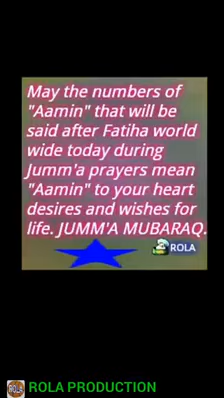 May the numbers of
"Aamin" that will be
said after Fatiha world
wide today during
Jumm'a prayers mean
"Aamin" to your heart
desires and wishes for
life. JUMM'A MUBARAQ.
ROLA
ROLA PRODUCTION